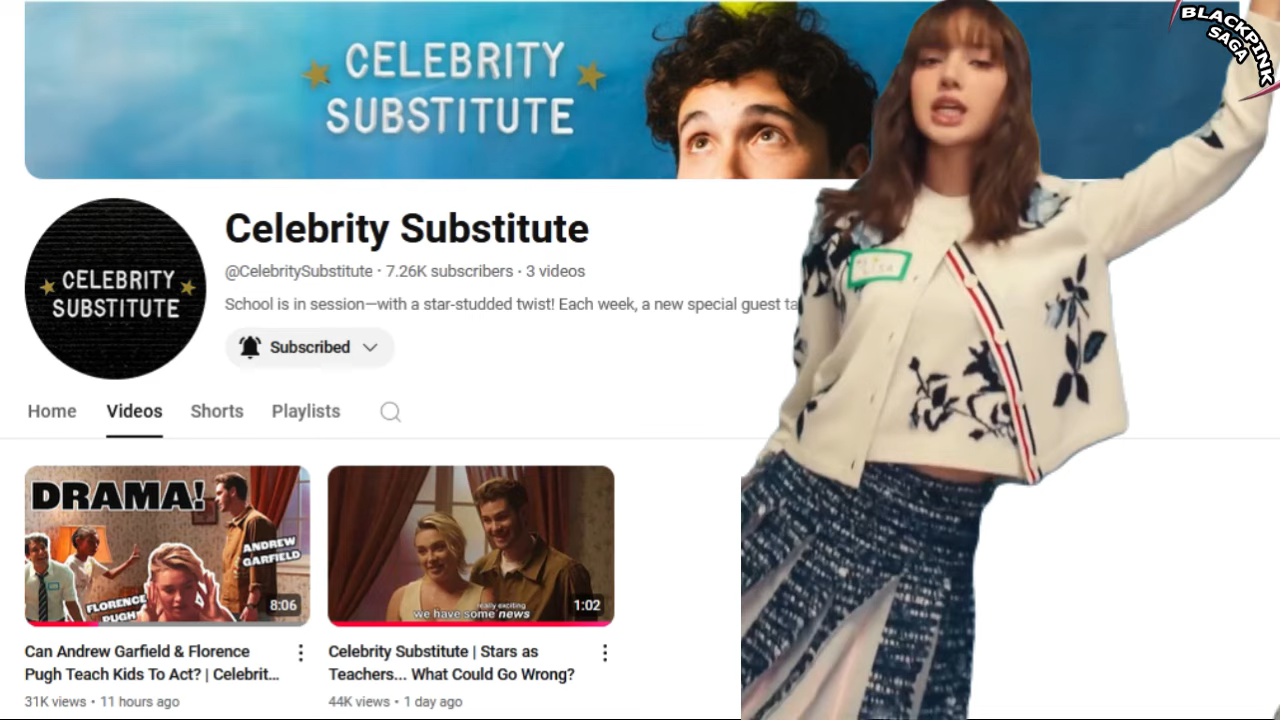 CELEBRITY
SUBSTITUTE
BLACKPINK
SAGA
CELEBRITY
SUBSTITUTE
Celebrity Substitute
@CelebritySubstitute · 7.26K subscribers · 3 videos
School is in session—with a star-studded twist! Each week, a new special guest ta
LISA
Subscribed
Home Videos Shorts Playlists
DRAMA!
ANDREW
GARFIELD
FLORENCE
PUGH
8:06
really exciting
we have some news
1:02
Can Andrew Garfield & Florence
Pugh Teach Kids To Act? | Celebrit...
31K views • 11 hours ago
Celebrity Substitute | Stars as
Teachers... What Could Go Wrong?
44K views • 1 day ago